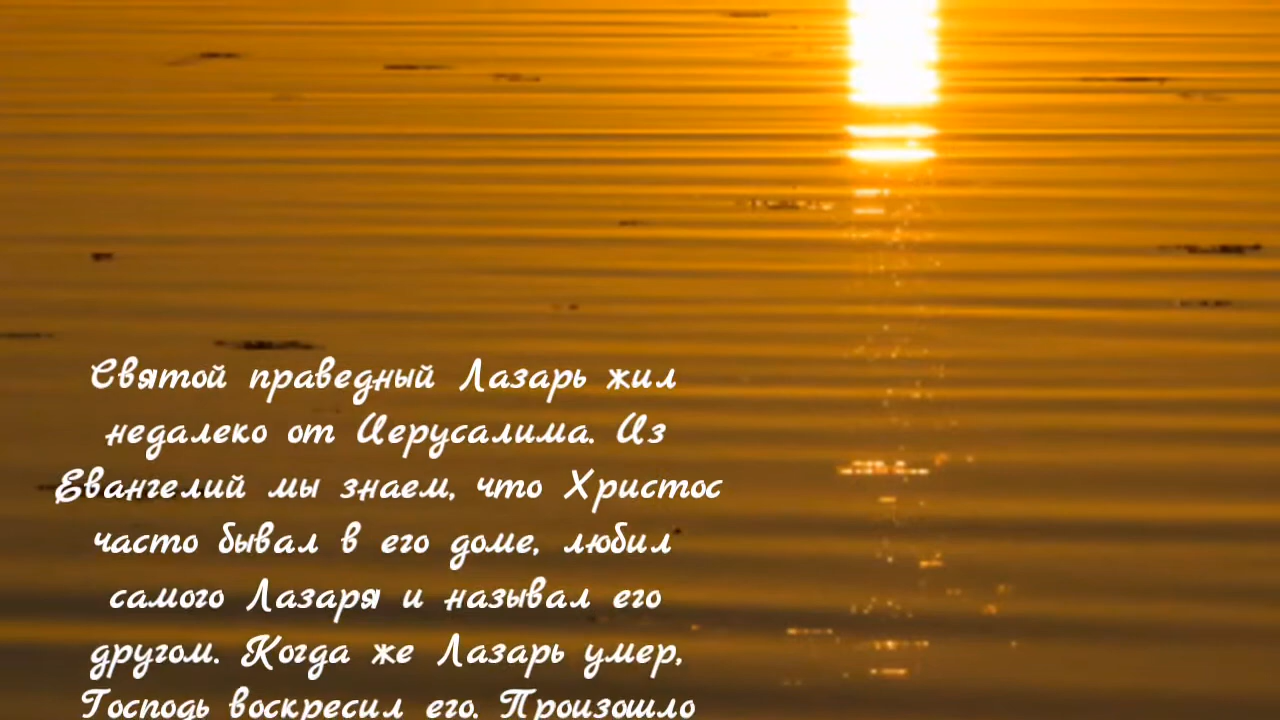 Святой праведный Лазарь жил
недалеко от Иерусалима. Из
Евангелий мы знаем, что Христос
часто бывал в его доме, любил
самого Лазаря и называл его
другом. Когда же Лазарь умер,
Господь воскресил его. Произошло